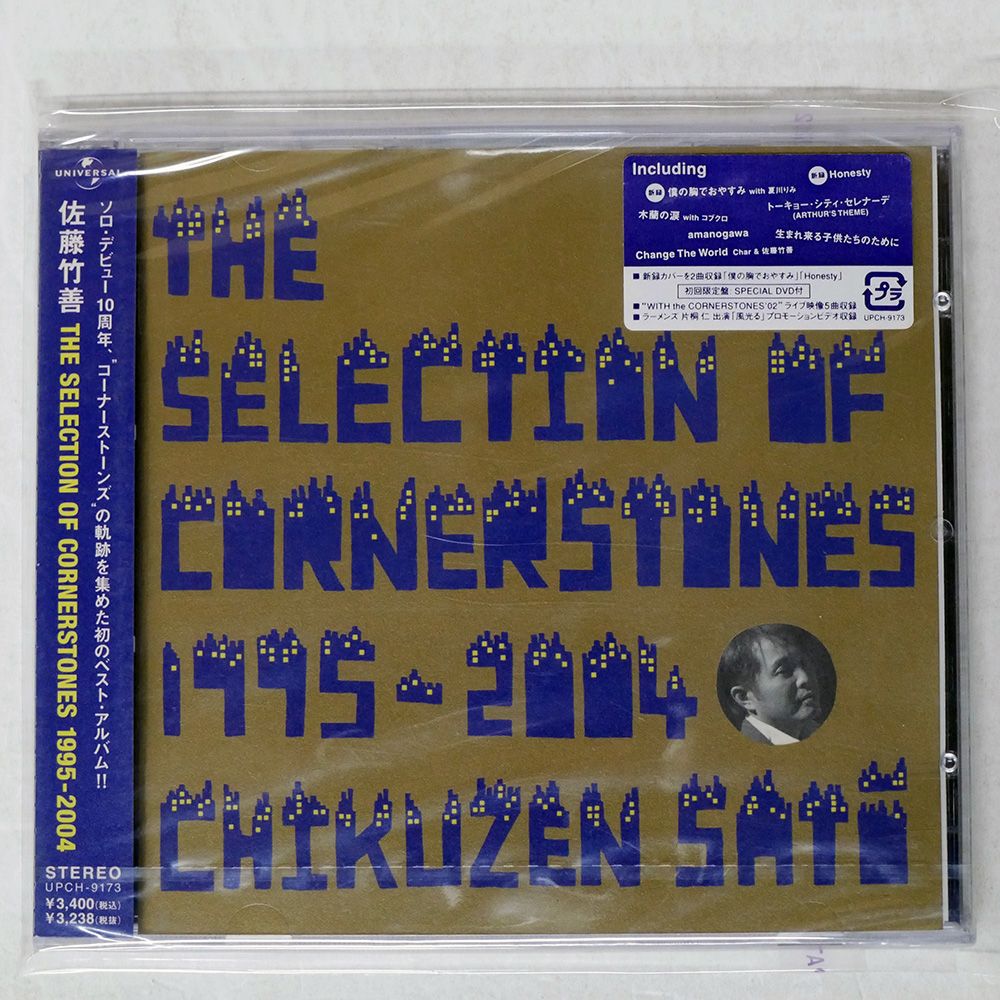 UNIVERSAL
佐藤竹善 THE SELECTION OF CORNERSTONES 1995-2004
ソロ・デビュー10周年、"コーナーストーンズ"の軌跡を集めた初のベスト・アルバム!!
STEREO
UPCH-9173
¥3,400(税込)
¥3,238(税抜)
THE
SELECTION OF
CORNERSTONES
1995-2004
CHIKUZEN SATO
Including
新録 僕の胸でおやすみ with 夏川りみ
新録 Honesty
木蘭の涙 with コブクロ
トーキョー・シティ・セレナーデ
(ARTHUR'S THEME)
amanogawa
生まれ来る子供たちのために
Change The World Char & 佐藤竹善
■ 新録カバーを2曲収録「僕の胸でおやすみ」「Honesty」
初回限定盤 SPECIAL DVD付
■ "WITH the CORNERSTONES'02" ライブ映像5曲収録
■ ラーメンズ 片桐 仁 出演「風光る」プロモーションビデオ収録
プラ
UPCH-9173